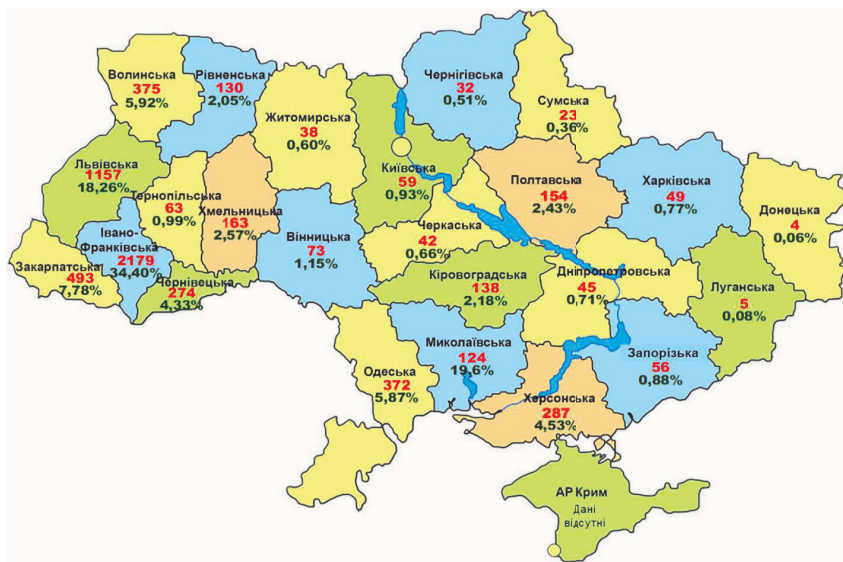 Волинська
375
5,92%
Рівненська
130
2,05%
Житомирська
38
0,60%
Чернігівська
32
0,51%
Сумська
23
0,36%
Львівська
1157
18,26%
Тернопільська
63
0,99%
Хмельницька
163
2,57%
Київська
59
0,93%
Полтавська
154
2,43%
Харківська
49
0,77%
Донецька
4
0,06%
Івано-
Франківська
2179
34,40%
Вінницька
73
1,15%
Черкаська
42
0,66%
Закарпатська
493
7,78%
Чернівецька
274
4,33%
Кіровоградська
138
2,18%
Дніпропетровська
45
0,71%
Луганська
5
0,08%
Одеська
372
5,87%
Миколаївська
124
19,6%
Запорізька
56
0,88%
Херсонська
287
4,53%
АР Крим
Дані
відсутні